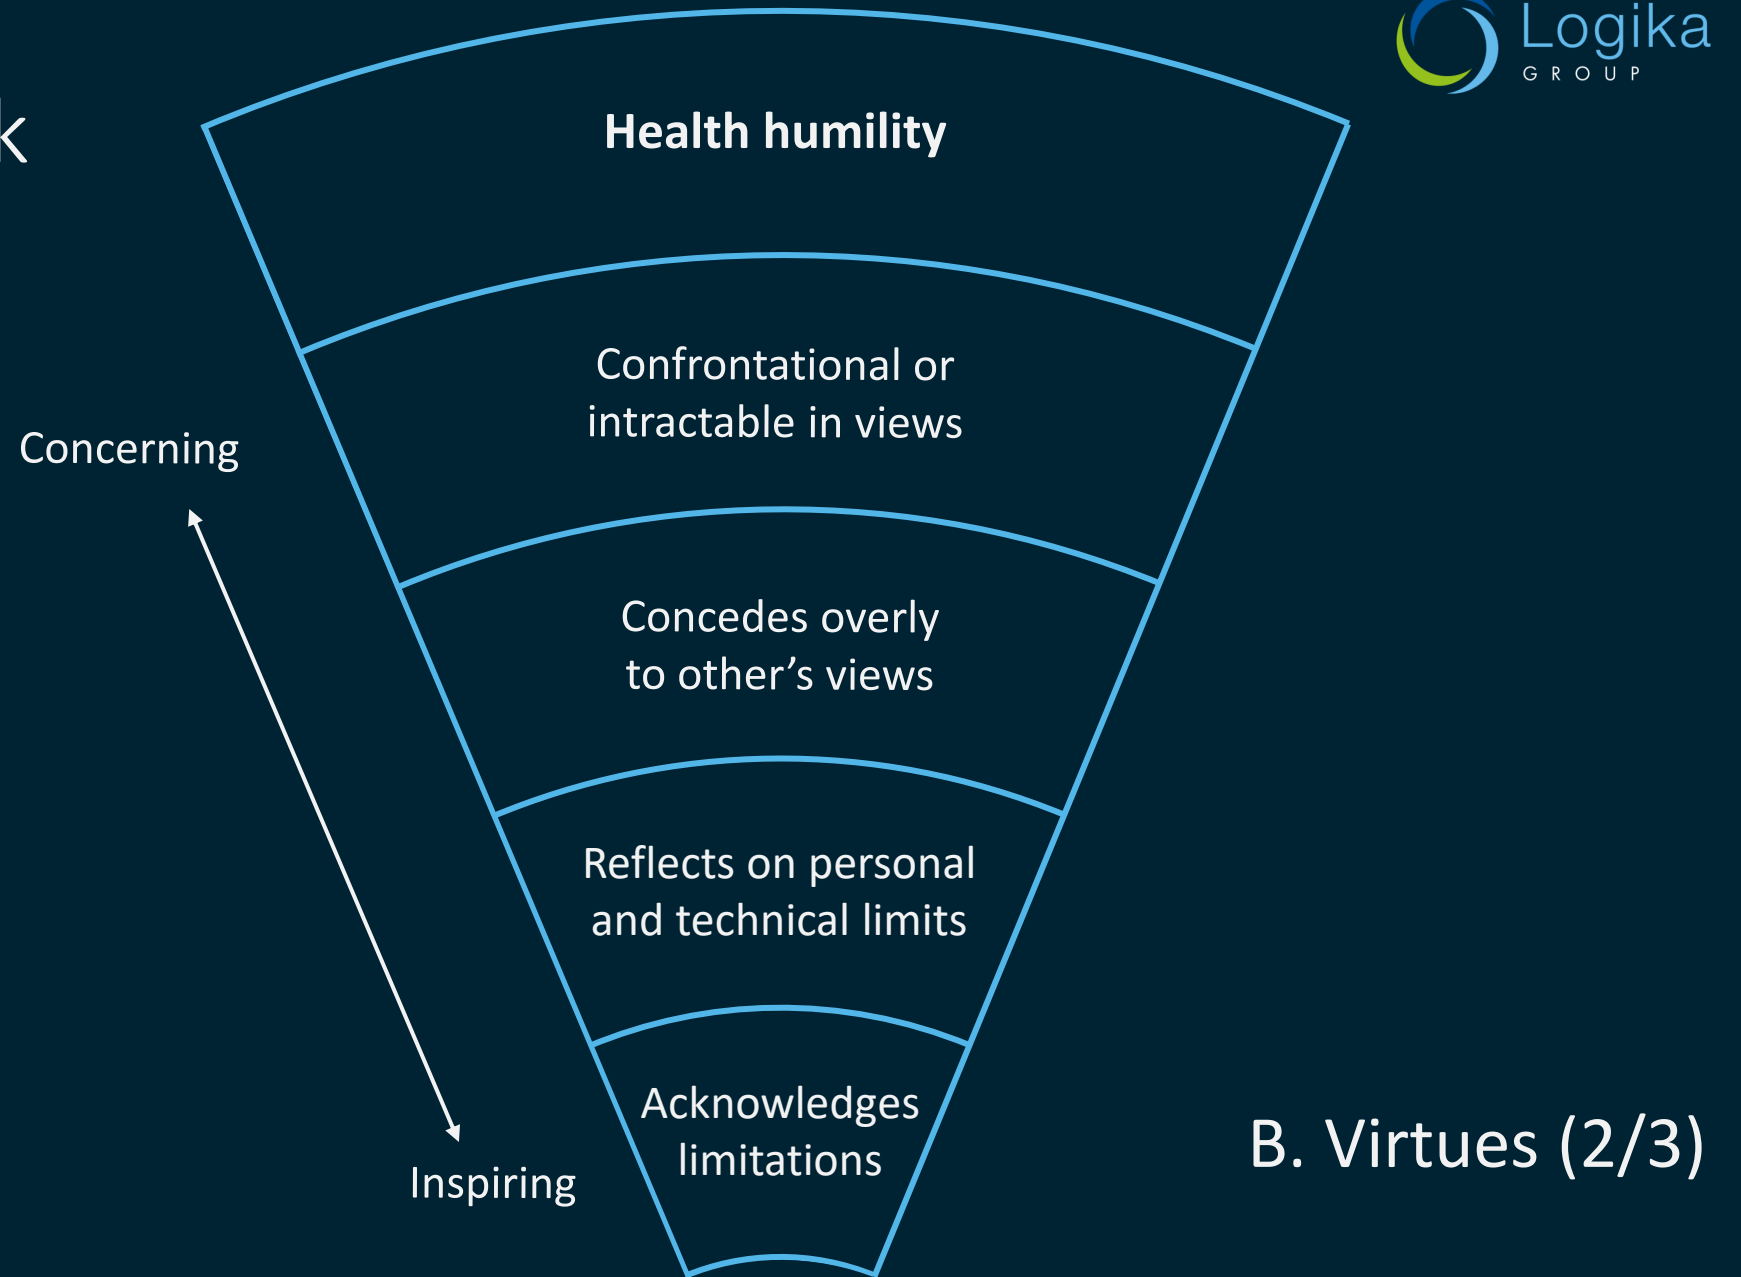 Logika
GROUP
k
Health humility
Confrontational or
intractable in views
Concerning
Concedes overly
to other’s views
Reflects on personal
and technical limits
Acknowledges
limitations
Inspiring
B. Virtues (2/3)